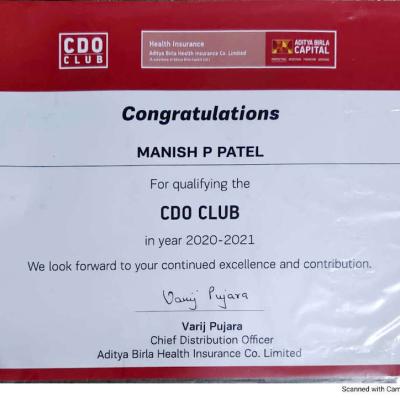 CDO
CLUB
Health Insurance
Aditya Birla Health Insurance Co. Limited
ADITYA BIRLA
CAPITAL
Congratulations
MANISH P PATEL
For qualifying the
CDO CLUB
in year 2020-2021
We look forward to your continued excellence and contribution.
Varij Pujara
Varij Pujara
Chief Distribution Officer
Aditya Birla Health Insurance Co. Limited
Scanned with Cam